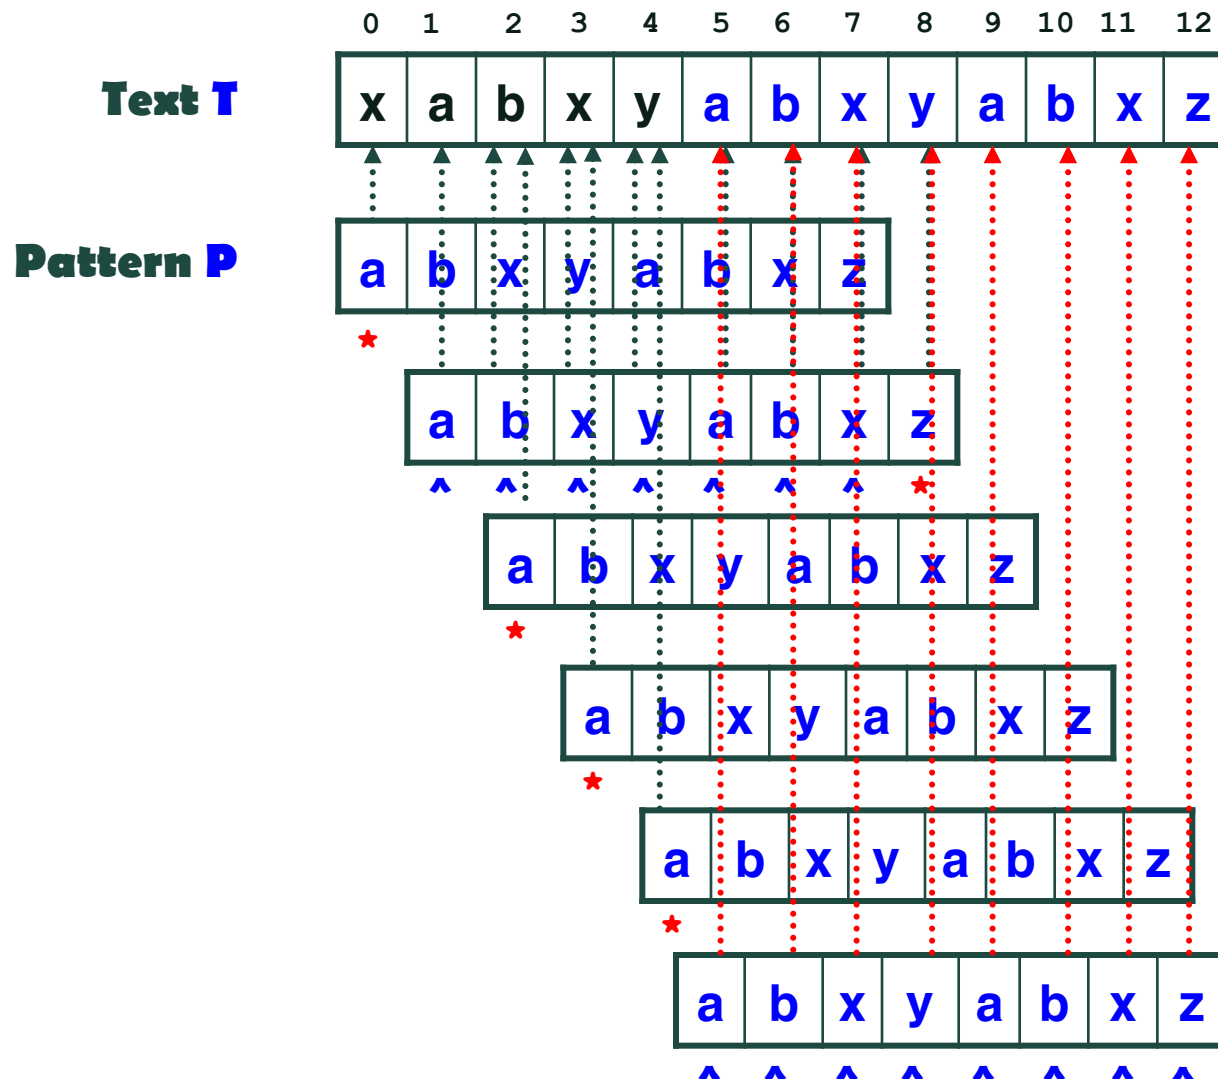 0 1 2 3 4 5 6 7 8 9 10 11 12
Text T x a b x y a b x y a b x z
Pattern P a b x y a b x z
*
a b x y a b x z
^ ^ ^ ^ ^ ^ ^ *
a b x y a b x z
*
a b x y a b x z
*
a b x y a b x z
*
a b x y a b x z
^ ^ ^ ^ ^ ^ ^ ^